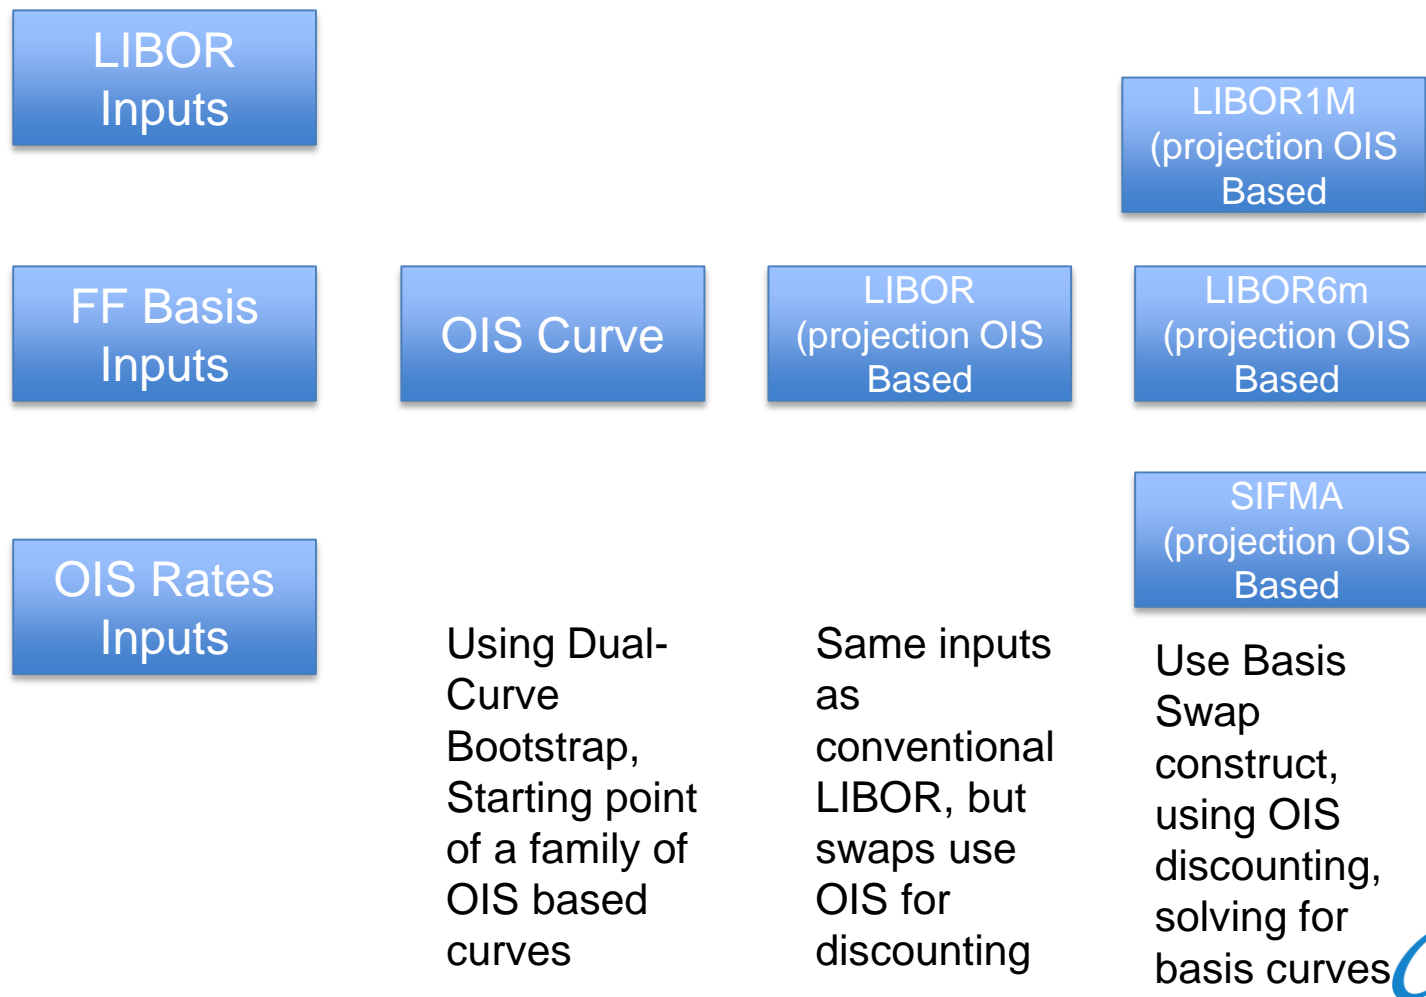 LIBOR
Inputs
FF Basis
Inputs
OIS Rates
Inputs
OIS Curve
Using Dual-
Curve
Bootstrap,
Starting point
of a family of
OIS based
curves
LIBOR
(projection OIS
Based
Same inputs
as
conventional
LIBOR, but
swaps use
OIS for
discounting
LIBOR1M
(projection OIS
Based
LIBOR6m
(projection OIS
Based
SIFMA
(projection OIS
Based
Use Basis
Swap
construct,
using OIS
discounting,
solving for
basis curves